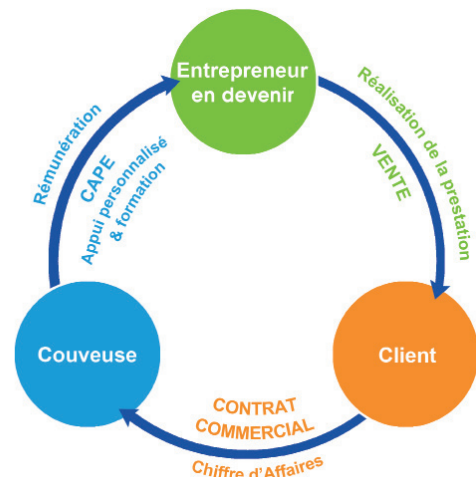 Entrepreneur
en devenir
Réalisation de la prestation
VENTE
Client
CONTRAT
COMMERCIAL
Chiffre d'Affaires
Couveuse
Rémunération
CAPE
Appui personnalisé
& formation